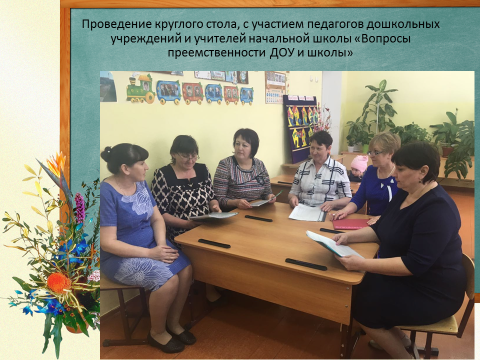 Проведение круглого стола, с участием педагогов дошкольных
учреждений и учителей начальной школы «Вопросы
преемственности ДОУ и школы»